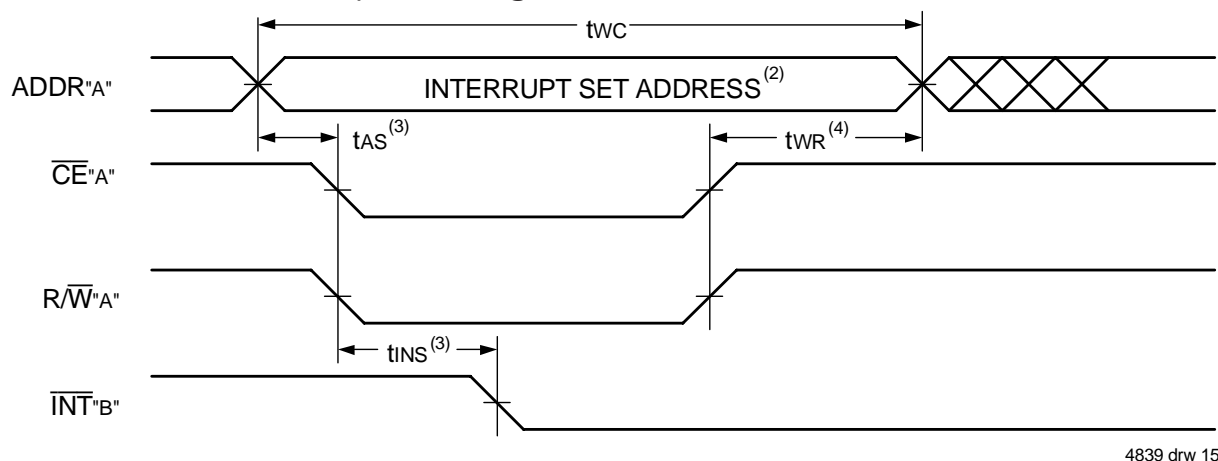 tWC
ADDR"A"
INTERRUPT SET ADDRESS(2)
tAS(3)
tWR(4)
CE"A"
R/W"A"
tINS(3)
INT"B"
4839 drw 15